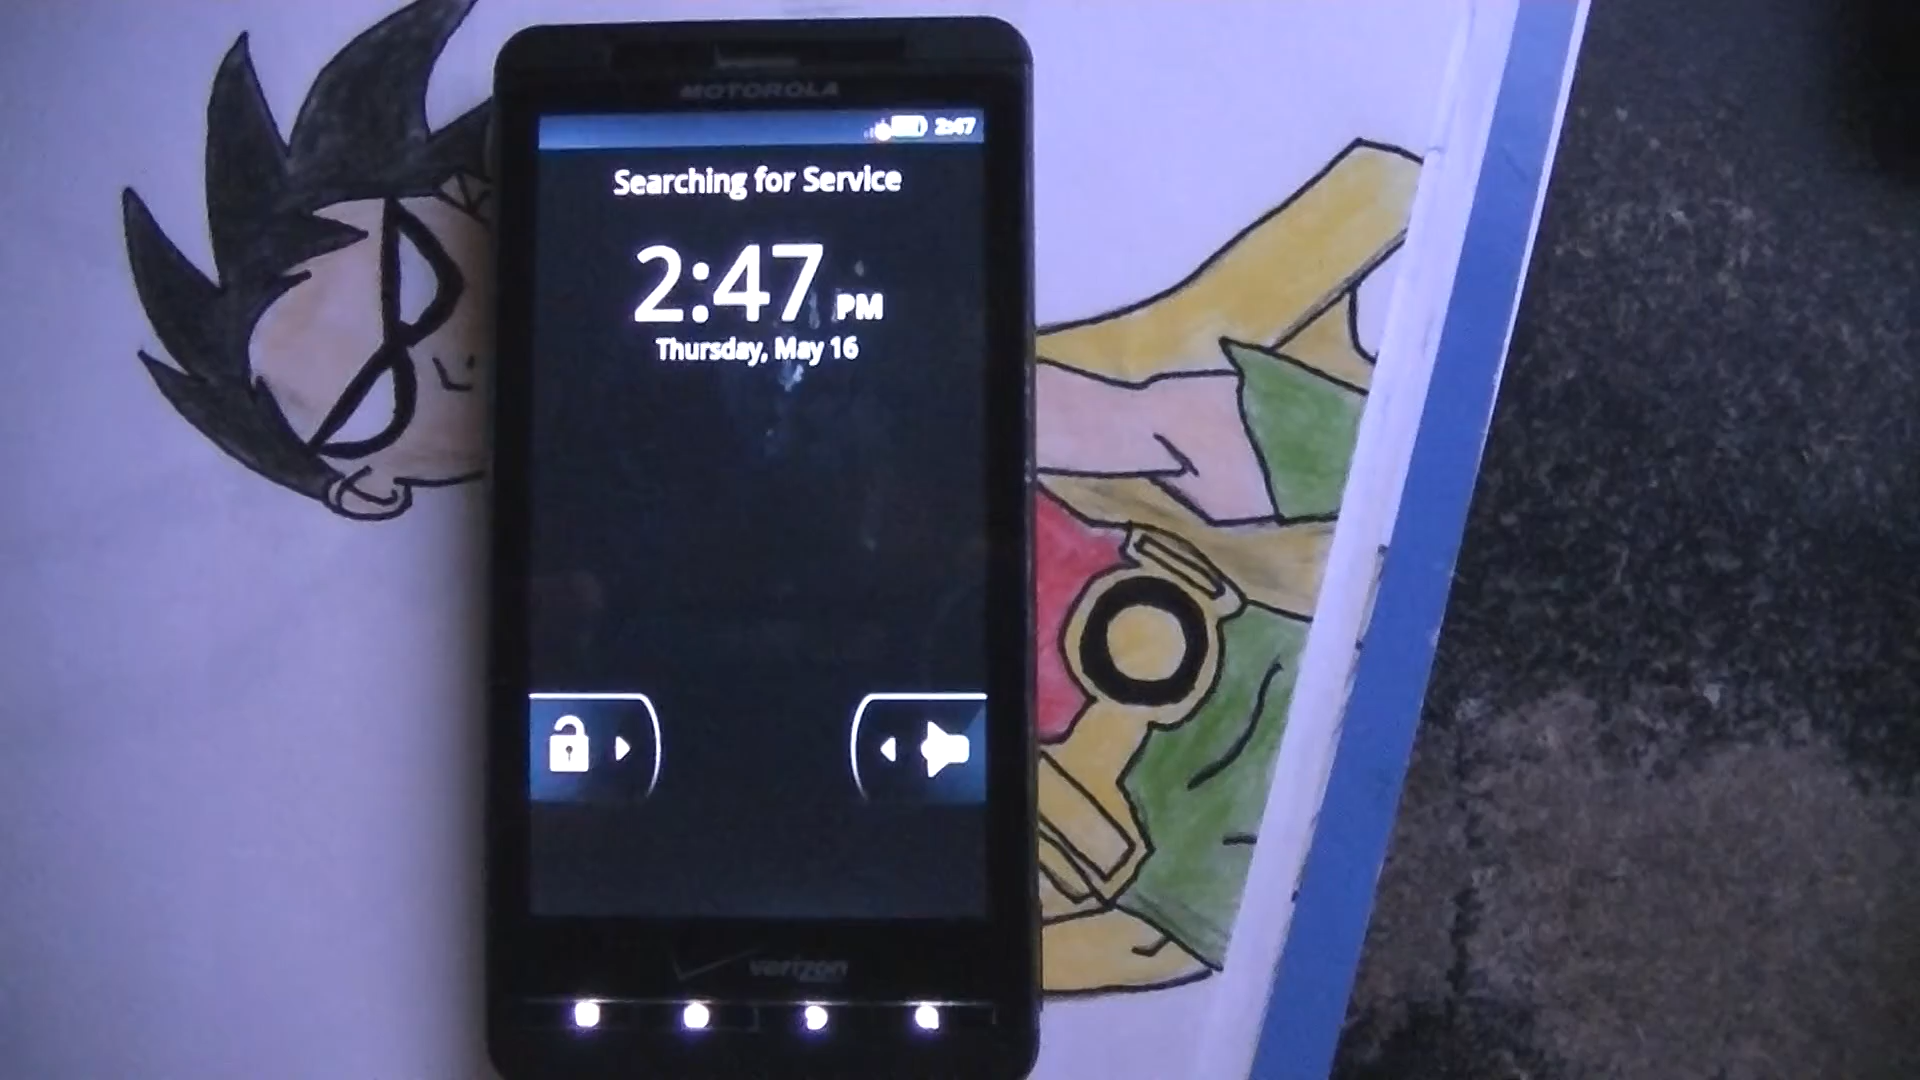 MOTOROLA
2:47
Searching for Service
2:47 PM
Thursday, May 16
verizon